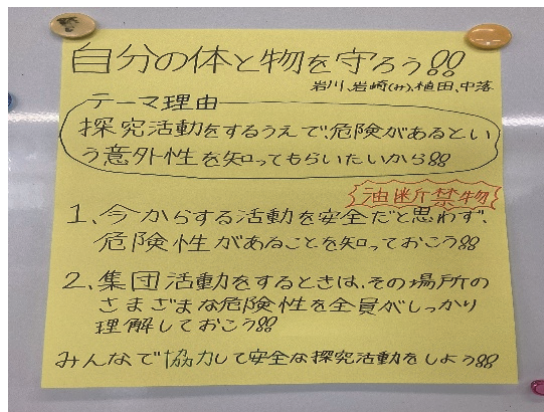 自分の体と物を守ろう!!
岩川、岩崎(み)、植田、中落
テーマ理由
探究活動をするうえで、危険があるとい
う意外性を知ってもらいたいから!!
油断禁物
1、今からする活動を安全だと思わず、
危険性があることを知っておこう!!
2、集団活動をするときは、その場所の
さまざまな危険性を全員がしっかり
理解しておこう!!
みんなで協力して安全な探究活動をしよう!!